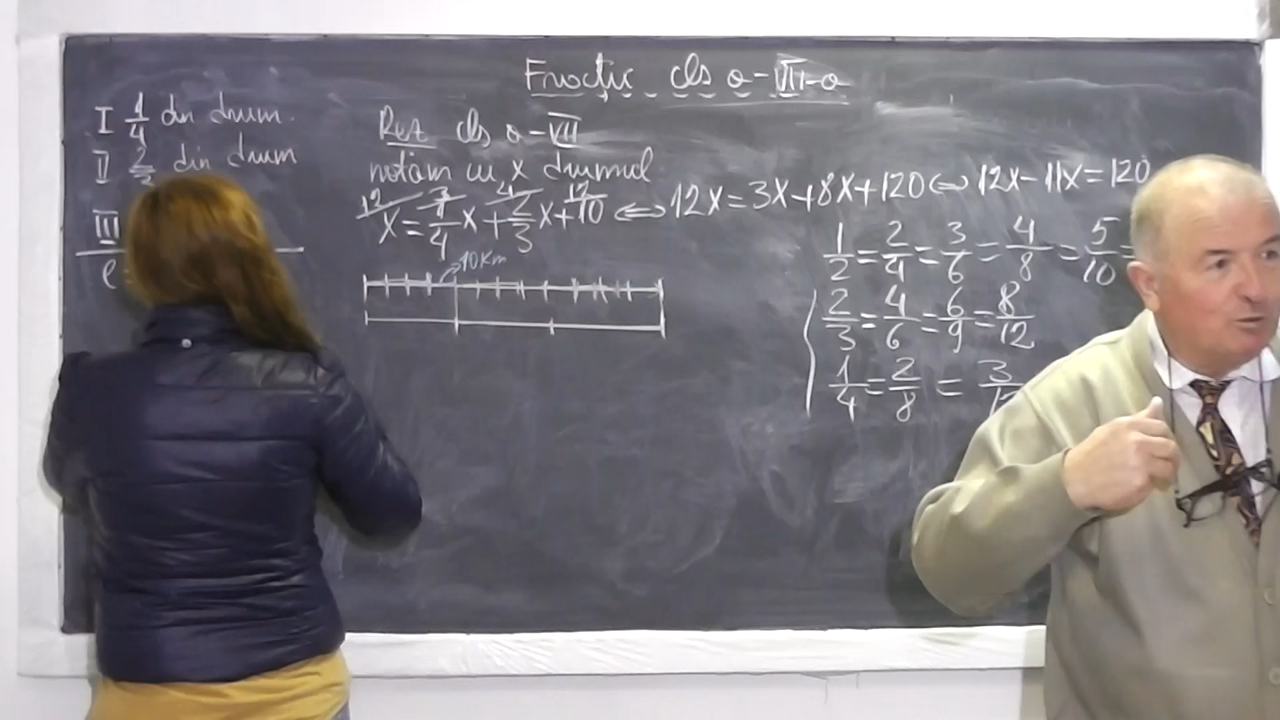 Fracții cls a-VII-a
I 1/4 din drum.
II 2/3 din drum
III
Rez cls a-VII
notăm cu x drumul
12 3 4 12
x = 1/4 x + 2/3 x + 10 ⇔ 12x = 3x + 8x + 120 ⇔ 12x - 11x = 120
10 km
1/2 = 2/4 = 3/6 = 4/8 = 5/10 =
2/3 = 4/6 = 6/9 = 8/12
1/4 = 2/8 = 3/